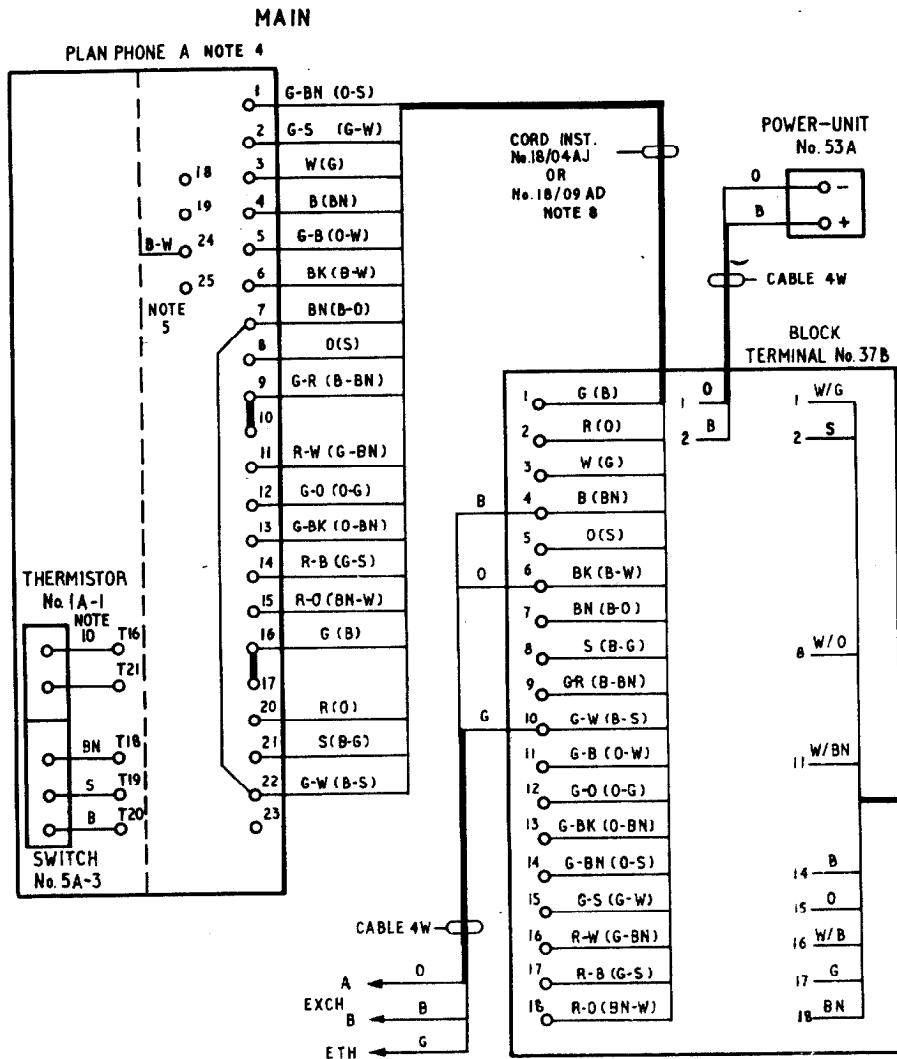 MAIN
PLAN PHONE A NOTE 4
1 G-BN (O-S)
2 G-S (G-W)
3 W(G)
4 B(BN)
5 G-B(O-W)
6 BK(B-W)
7 BN(B-O)
8 O(S)
9 G-R (B-BN)
10
11 R-W (G-BN)
12 G-O (O-G)
13 G-BK (O-BN)
14 R-B (G-S)
15 R-O (BN-W)
16 G (B)
17
20 R(O)
21 S(B-G)
22 G-W (B-S)
23
18
19
B-W 24
25
NOTE
5
THERMISTOR
No. 1A-1
NOTE
10 T16
T21
BN T18
S T19
B T20
SWITCH
No. 5A-3
CORD INST.
No.18/04AJ
OR
No.18/09 AD
NOTE 8
POWER-UNIT
No. 53A
O -
B +
CABLE 4W
BLOCK
TERMINAL No. 37B
1 G (B)
2 R (O)
3 W (G)
4 B (BN)
5 O(S)
6 BK (B-W)
7 BN (B-O)
8 S (B-G)
9 GR (B-BN)
10 G-W (B-S)
11 G-B (O-W)
12 G-O (O-G)
13 G-BK (O-BN)
14 G-BN (O-S)
15 G-S (G-W)
16 R-W (G-BN)
17 R-B (G-S)
18 R-O (BN-W)
1 O
2 B
1 W/G
2 S
8 W/O
11 W/BN
14 B
15 O
16 W/B
17 G
18 BN
B
O
G
CABLE 4W
A O
EXCH
B B
ETH G